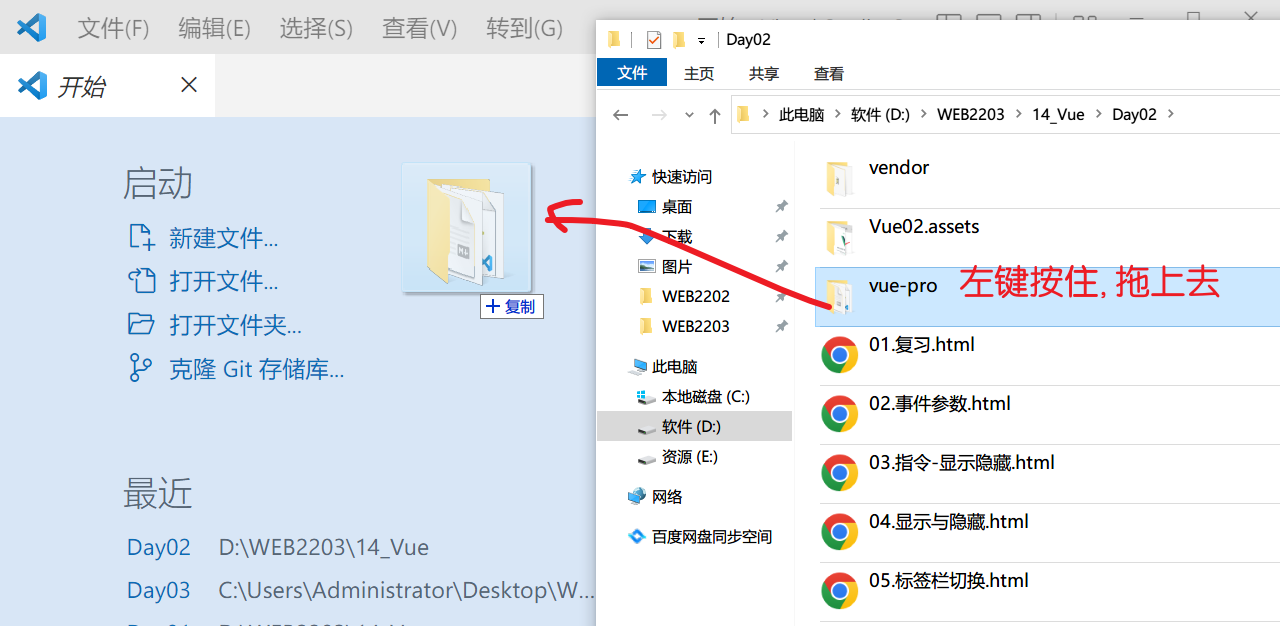 文件(F) 编辑(E) 选择(S) 查看(V) 转到(G)
开始
启动
新建文件...
打开文件...
打开文件夹...
克隆 Git 存储库...
复制
最近
Day02 D:\WEB2203\14_Vue
Day03 C:\Users\Administrator\Desktop\W...
Day02
文件 主页 共享 查看
此电脑 软件 (D:) WEB2203 14_Vue Day02
快速访问
桌面
下载
图片
WEB2202
WEB2203
此电脑
本地磁盘 (C:)
软件 (D:)
资源 (E:)
网络
百度网盘同步空间
vendor
Vue02.assets
vue-pro 左键按住, 拖上去
01.复习.html
02.事件参数.html
03.指令-显示隐藏.html
04.显示与隐藏.html
05.标签栏切换.html